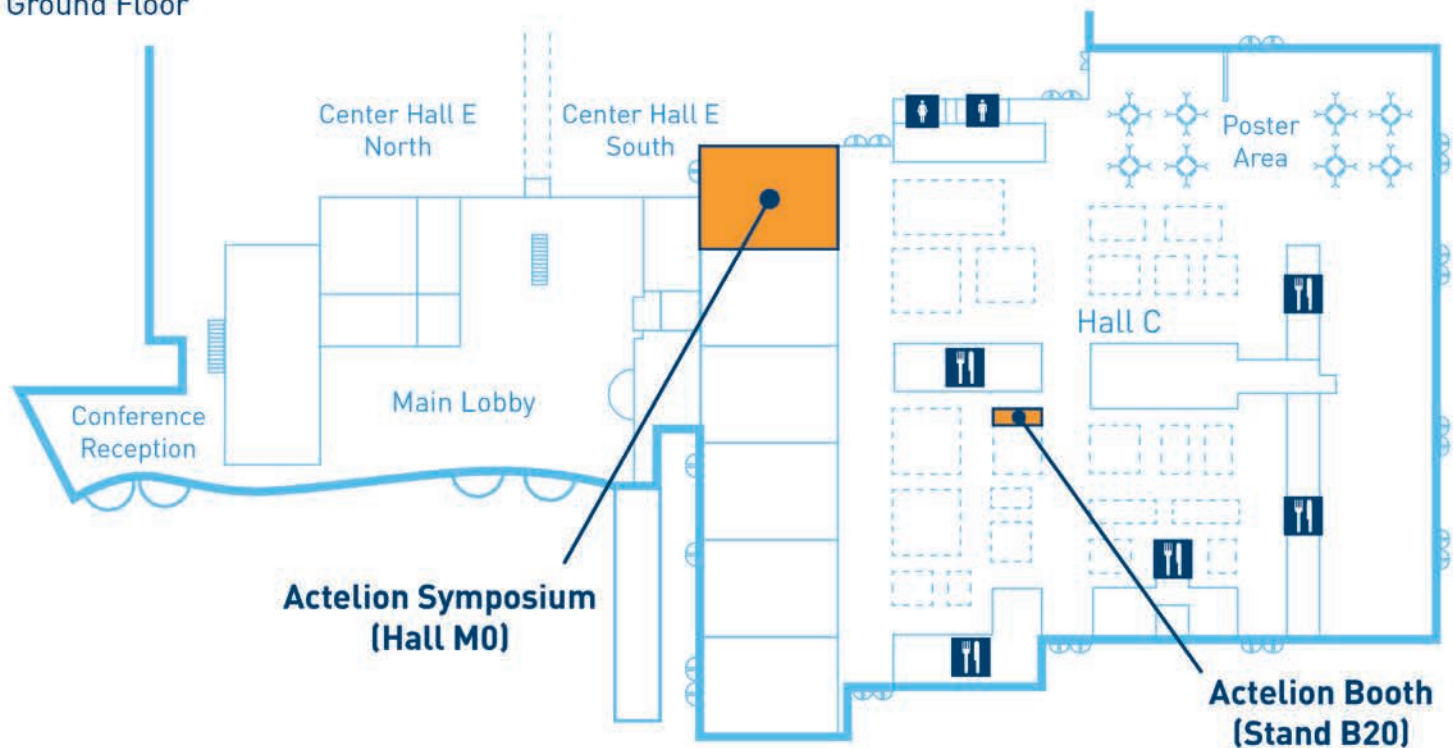 Ground Floor
Center Hall E
North
Center Hall E
South
Poster
Area
Hall C
Main Lobby
Conference
Reception
Actelion Symposium
(Hall M0)
Actelion Booth
(Stand B20)